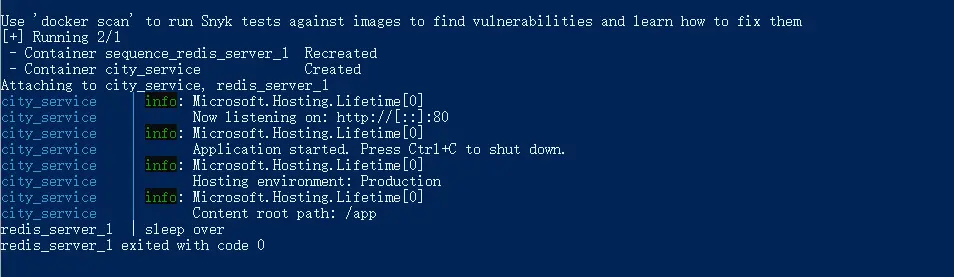 Use 'docker scan' to run Snyk tests against images to find vulnerabilities and learn how to fix them
[+] Running 2/1
 - Container sequence_redis_server_1  Recreated
 - Container city_service             Created
Attaching to city_service, redis_server_1
city_service    | info: Microsoft.Hosting.Lifetime[0]
city_service    |       Now listening on: http://[::]:80
city_service    | info: Microsoft.Hosting.Lifetime[0]
city_service    |       Application started. Press Ctrl+C to shut down.
city_service    | info: Microsoft.Hosting.Lifetime[0]
city_service    |       Hosting environment: Production
city_service    | info: Microsoft.Hosting.Lifetime[0]
city_service    |       Content root path: /app
redis_server_1  | sleep over
redis_server_1 exited with code 0